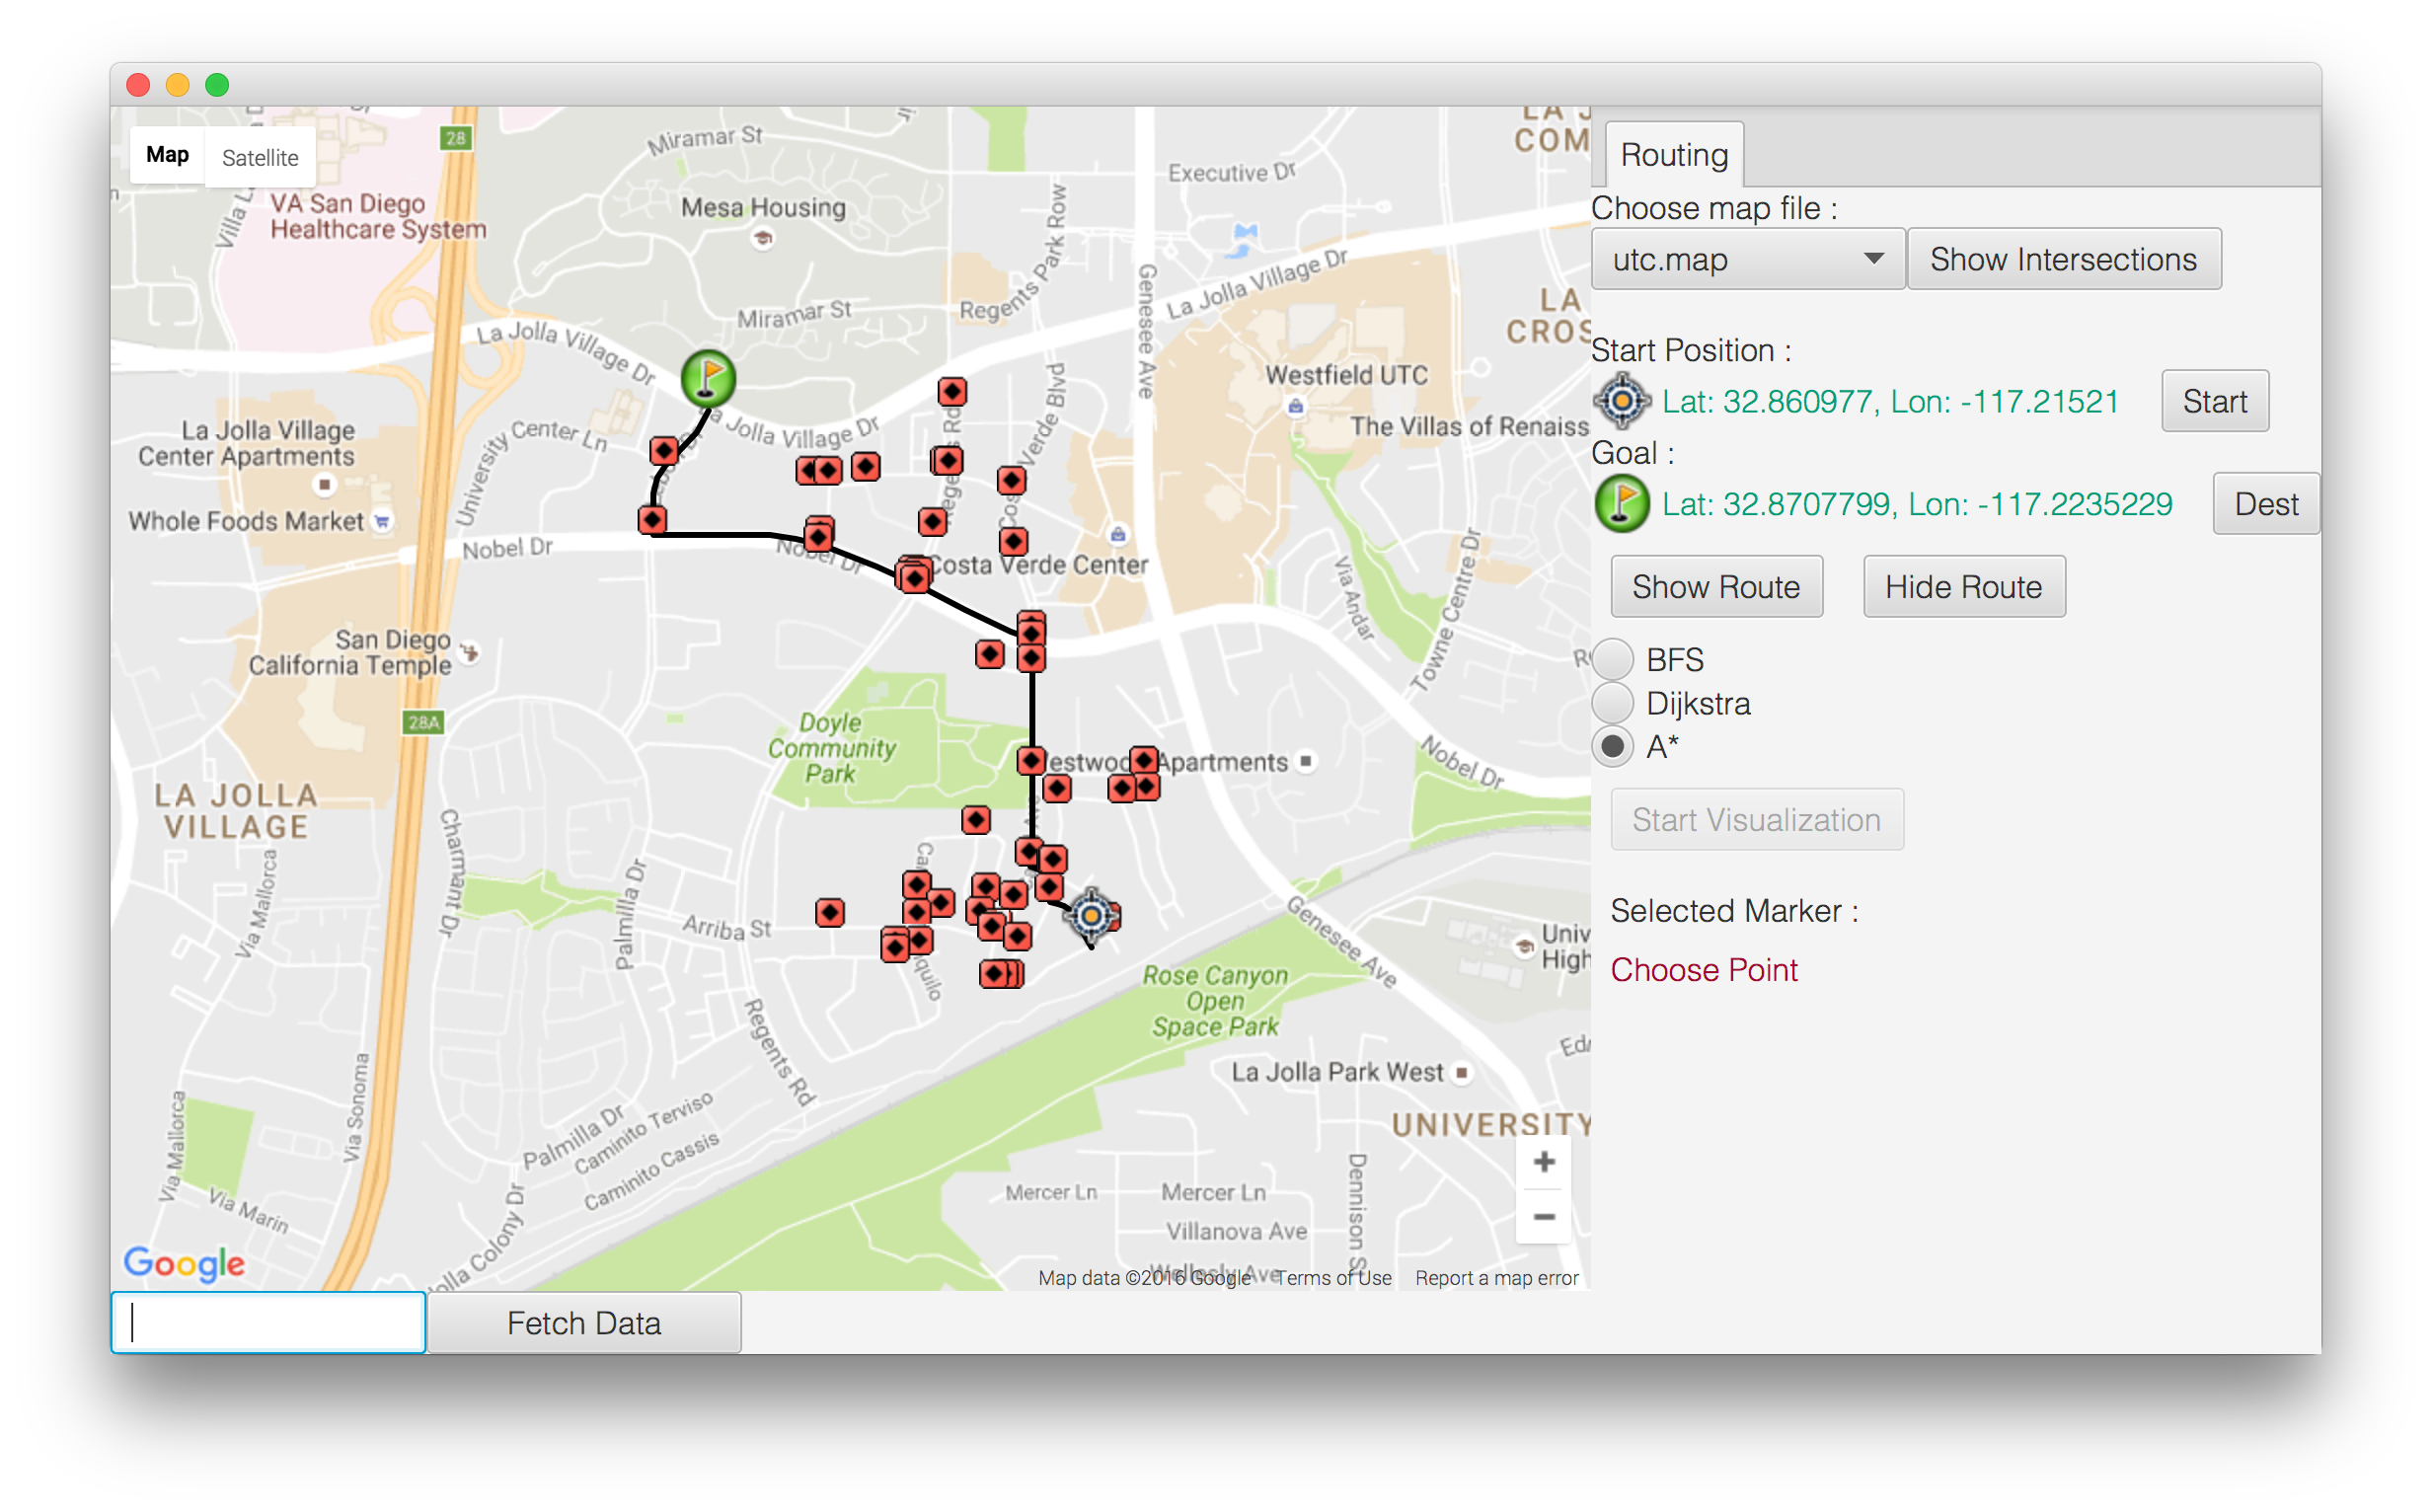 Map
Satellite
28
Miramar St
Executive Dr
COM
Routing
Choose map file :
utc.map
Show Intersections
VA San Diego
Healthcare System
Mesa Housing
Regents Park Row
Genesee Ave
La Jolla Village Dr
LA
CROS
Miramar St
La Jolla Village Dr
Start Position :
Lat: 32.860977, Lon: -117.21521
Start
Westfield UTC
The Villas of Renaiss
La Jolla Village
Center Apartments
University Center Ln
a Jolla Village Dr
Verde Blvd
Goal :
Lat: 32.8707799, Lon: -117.2235229
Dest
Whole Foods Market
Nobel Dr
Nobel Dr
Costa Verde Center
Via Andar
Towne Centre Dr
Show Route
Hide Route
BFS
Dijkstra
A*
San Diego
California Temple
28A
Doyle
Community
Park
estwood Apartments
Nobel Dr
Start Visualization
LA JOLLA
VILLAGE
Charmant Dr
Palmilla Dr
Via Mallorca
Arriba St
Genesee Ave
Univ
High
Selected Marker :
Choose Point
Rose Canyon
Open
Space Park
quilo
Regents Rd
La Jolla Park West
UNIVERSITY
Via Sonoma
Via Mallorca
Via Marin
Palmilla Dr
Caminito Terviso
Caminito Cassis
olla Colony Dr
Mercer Ln
Mercer Ln
Villanova Ave
Dennison St
Wellesly Ave
+
−
Google
Map data ©2016 Google
Terms of Use
Report a map error
Fetch Data